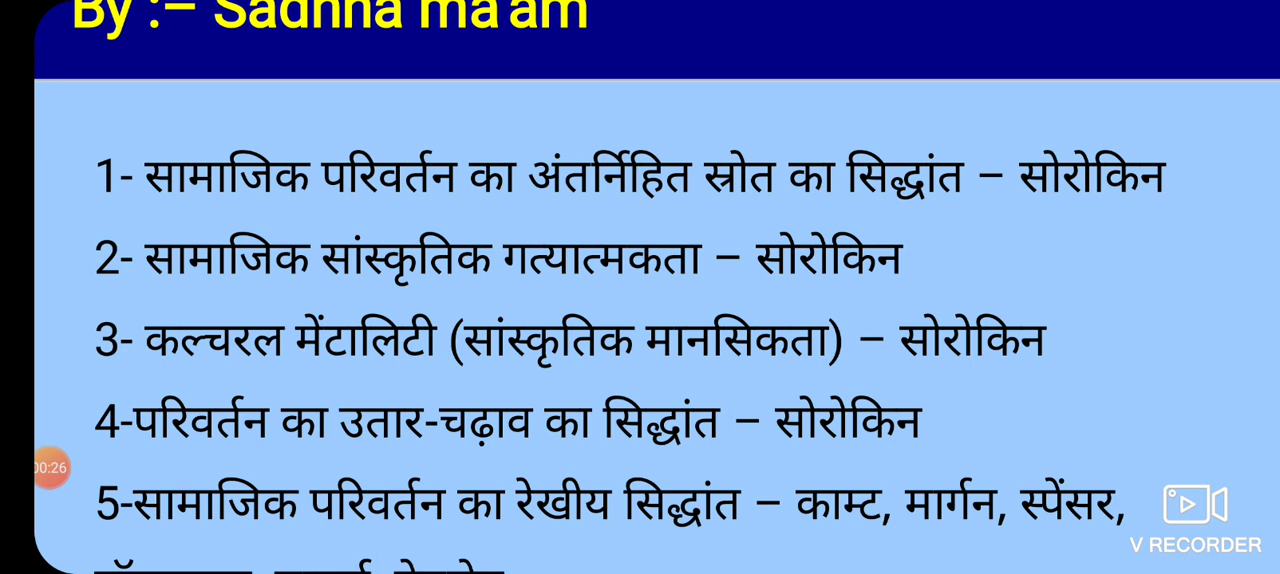 By :– Sadhna ma'am
1- सामाजिक परिवर्तन का अंतर्निहित स्रोत का सिद्धांत – सोरोकिन
2- सामाजिक सांस्कृतिक गत्यात्मकता – सोरोकिन
3- कल्चरल मेंटालिटी (सांस्कृतिक मानसिकता) – सोरोकिन
4-परिवर्तन का उतार-चढ़ाव का सिद्धांत – सोरोकिन
00:26
5-सामाजिक परिवर्तन का रेखीय सिद्धांत – काम्ट, मार्गन, स्पेंसर,
V RECORDER